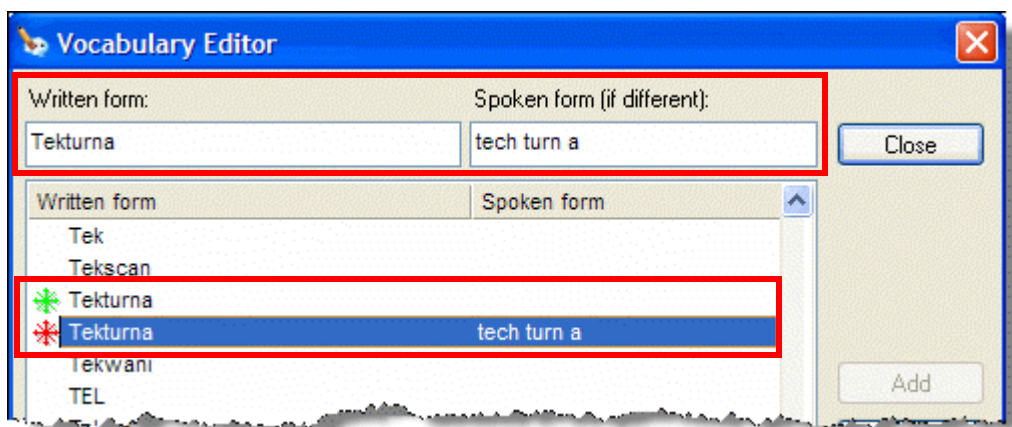 Vocabulary Editor
Written form: Spoken form (if different):
Tekturna tech turn a Close
Written form Spoken form
Tek
Tekscan
Tekturna
Tekturna tech turn a
Tekwani
TEL Add